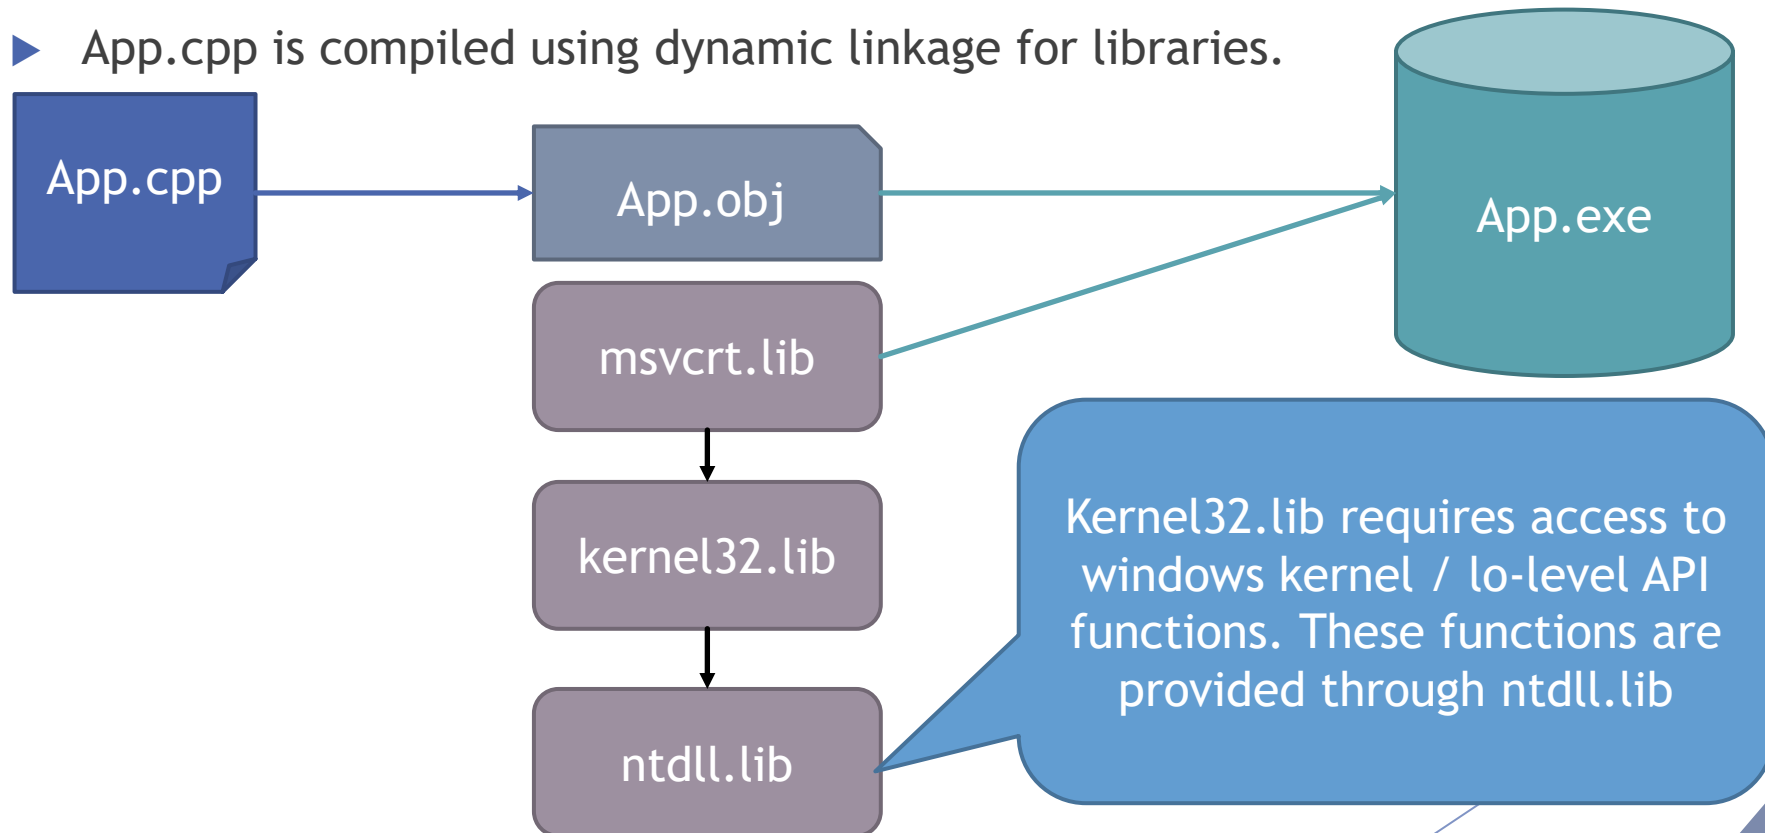 App.cpp is compiled using dynamic linkage for libraries.
App.cpp
App.obj
App.exe
msvcrt.lib
kernel32.lib
ntdll.lib
Kernel32.lib requires access to
windows kernel / lo-level API
functions. These functions are
provided through ntdll.lib